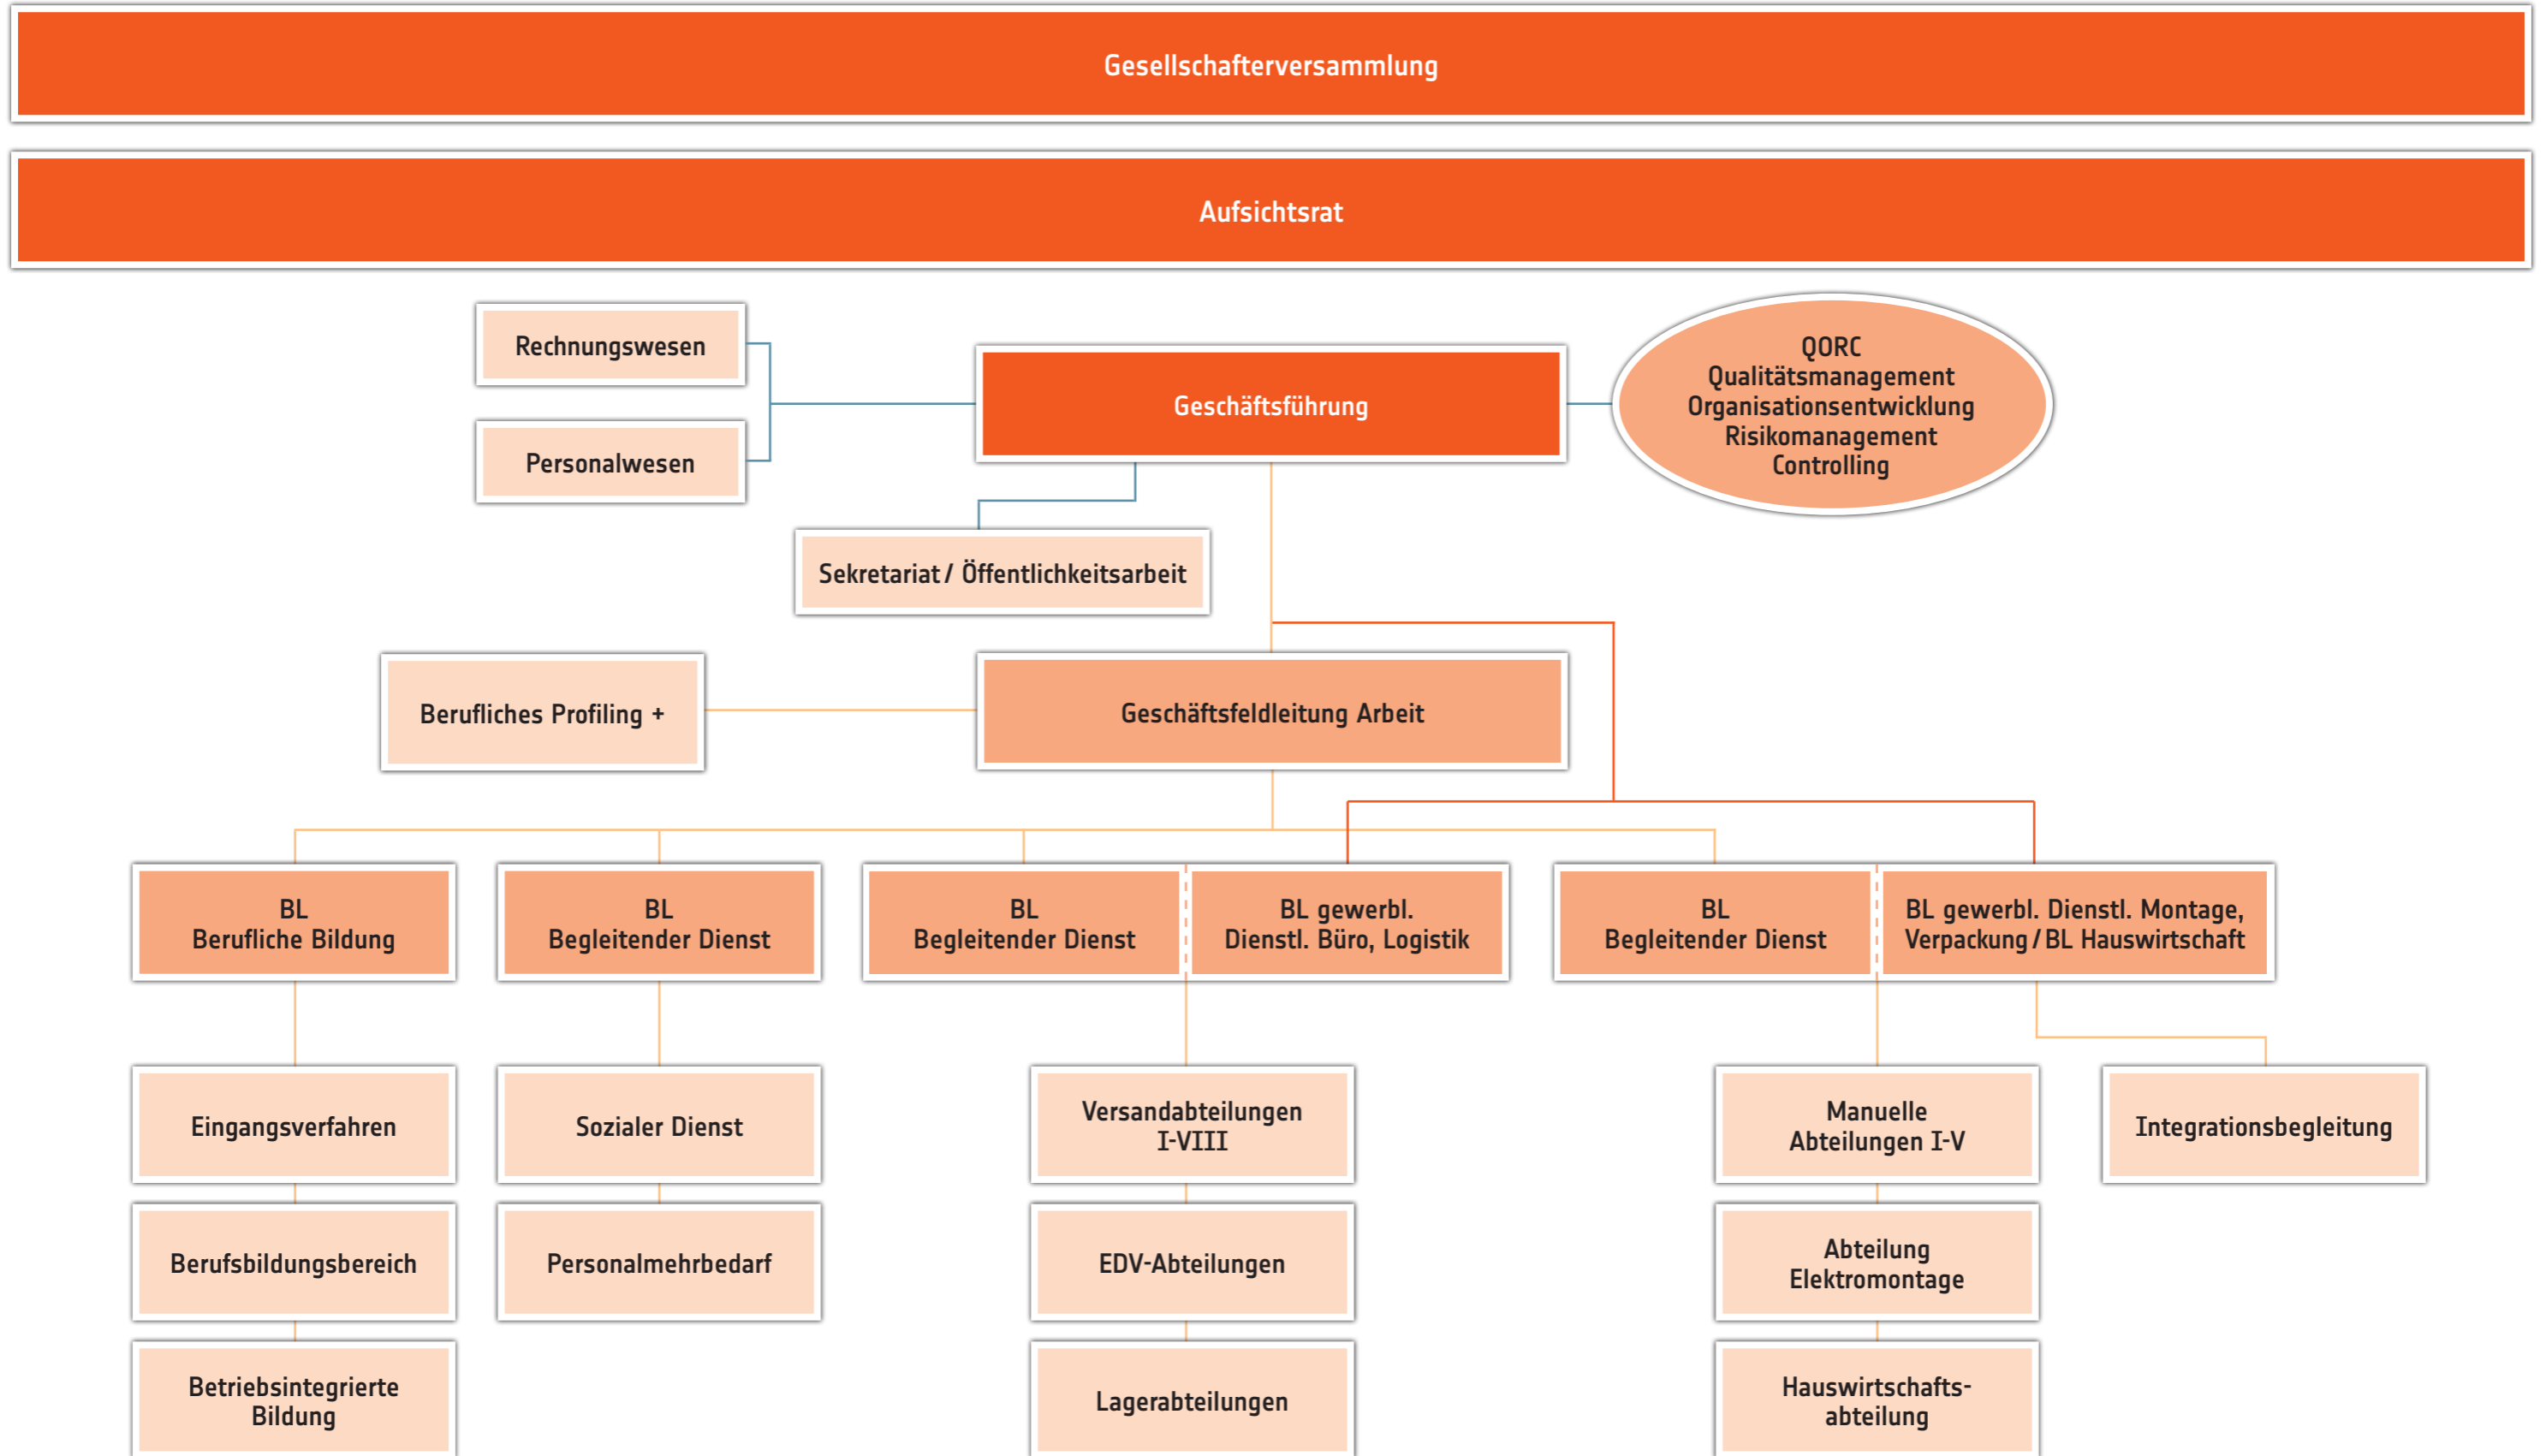 Gesellschafterversammlung
Aufsichtsrat
Rechnungswesen
Personalwesen
Geschäftsführung
QORC
Qualitätsmanagement
Organisationsentwicklung
Risikomanagement
Controlling
Sekretariat / Öffentlichkeitsarbeit
Berufliches Profiling +
Geschäftsfeldleitung Arbeit
BL
Berufliche Bildung
BL
Begleitender Dienst
BL
Begleitender Dienst
BL gewerbl.
Dienstl. Büro, Logistik
BL
Begleitender Dienst
BL gewerbl. Dienstl. Montage,
Verpackung / BL Hauswirtschaft
Eingangsverfahren
Sozialer Dienst
Versandabteilungen
I-VIII
Manuelle
Abteilungen I-V
Integrationsbegleitung
Berufsbildungsbereich
Personalmehrbedarf
EDV-Abteilungen
Abteilung
Elektromontage
Betriebsintegrierte
Bildung
Lagerabteilungen
Hauswirtschafts-
abteilung